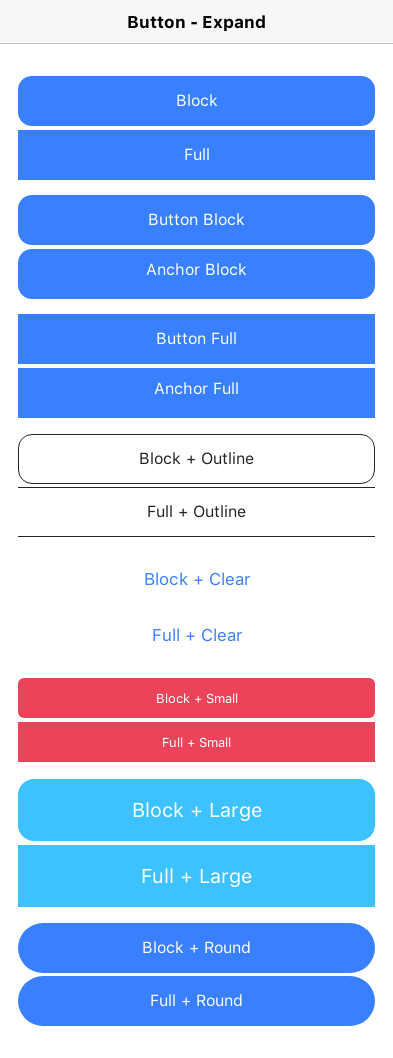 Button - Expand
Block
Full
Button Block
Anchor Block
Button Full
Anchor Full
Block + Outline
Full + Outline
Block + Clear
Full + Clear
Block + Small
Full + Small
Block + Large
Full + Large
Block + Round
Full + Round